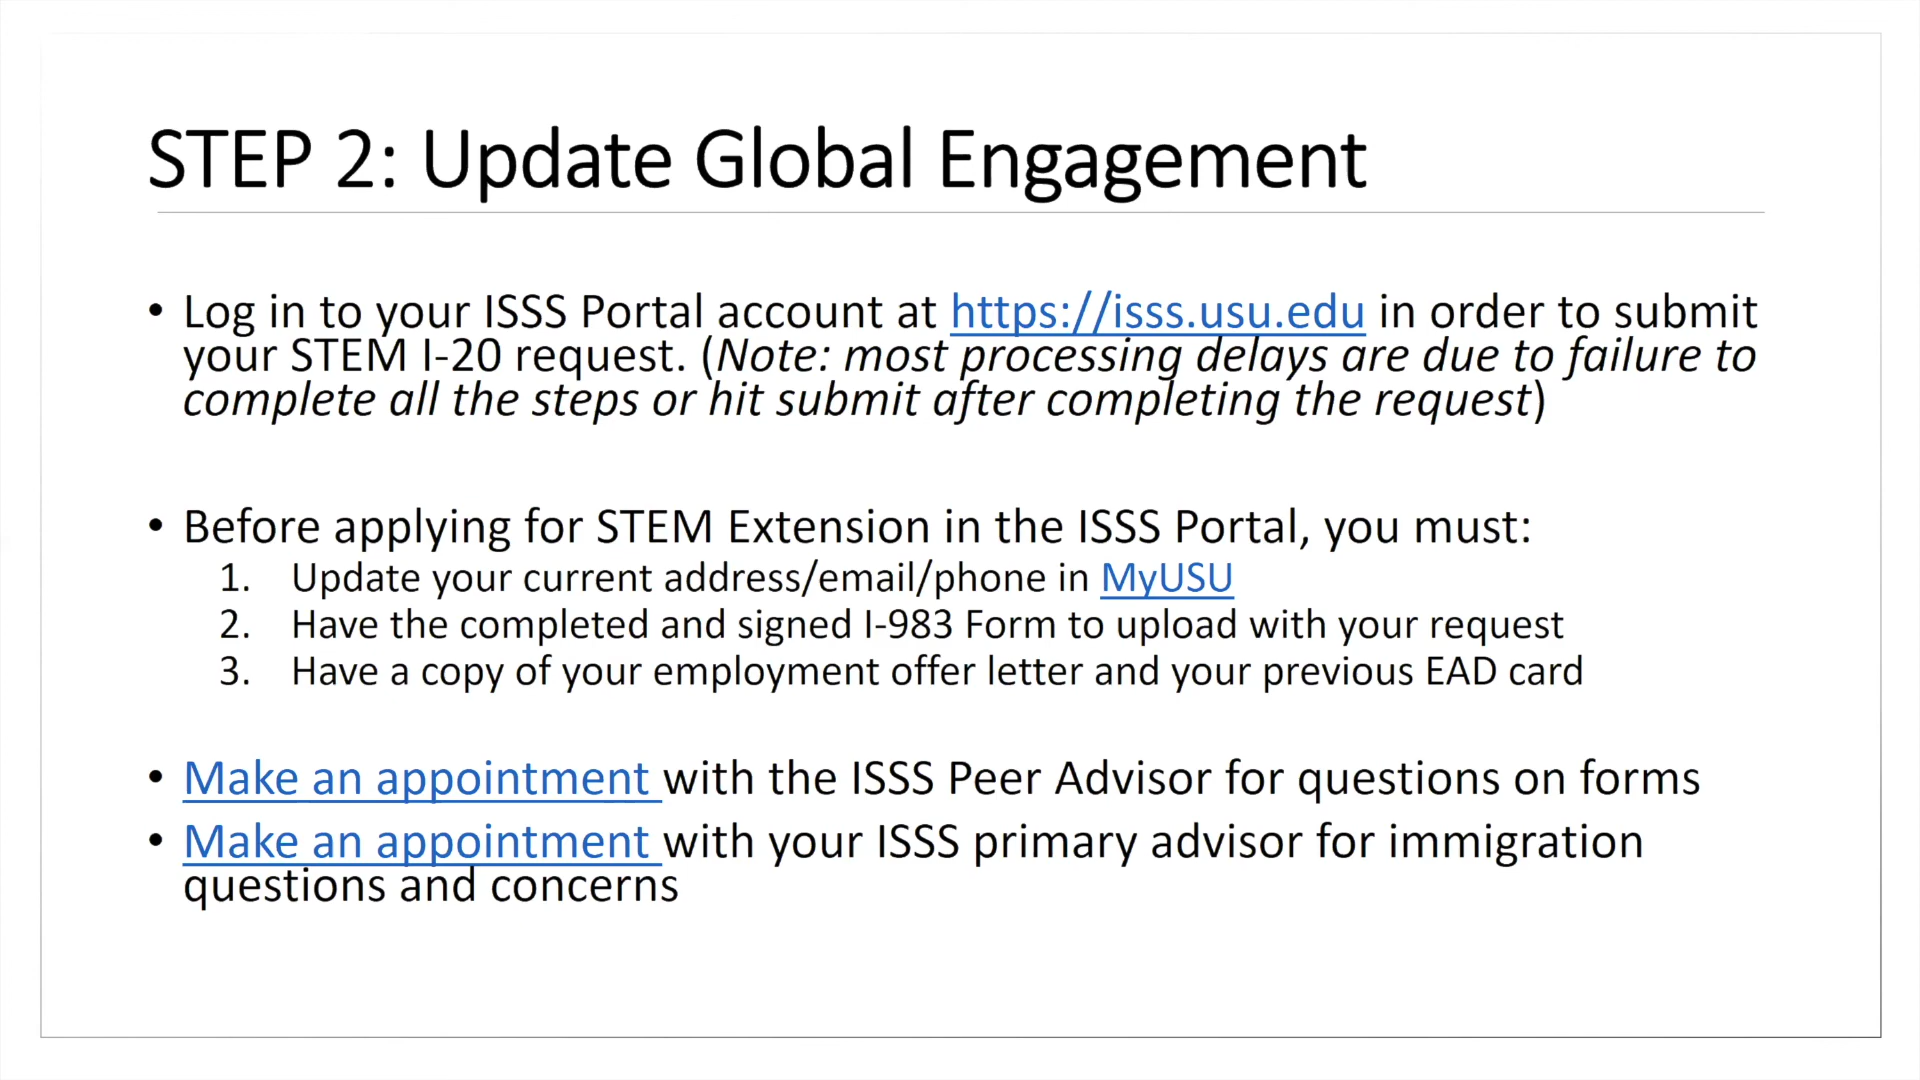 STEP 2: Update Global Engagement
• Log in to your ISSS Portal account at https://isss.usu.edu in order to submit
your STEM I-20 request. (Note: most processing delays are due to failure to
complete all the steps or hit submit after completing the request)
• Before applying for STEM Extension in the ISSS Portal, you must:
1. Update your current address/email/phone in MyUSU
2. Have the completed and signed I-983 Form to upload with your request
3. Have a copy of your employment offer letter and your previous EAD card
• Make an appointment with the ISSS Peer Advisor for questions on forms
• Make an appointment with your ISSS primary advisor for immigration
questions and concerns